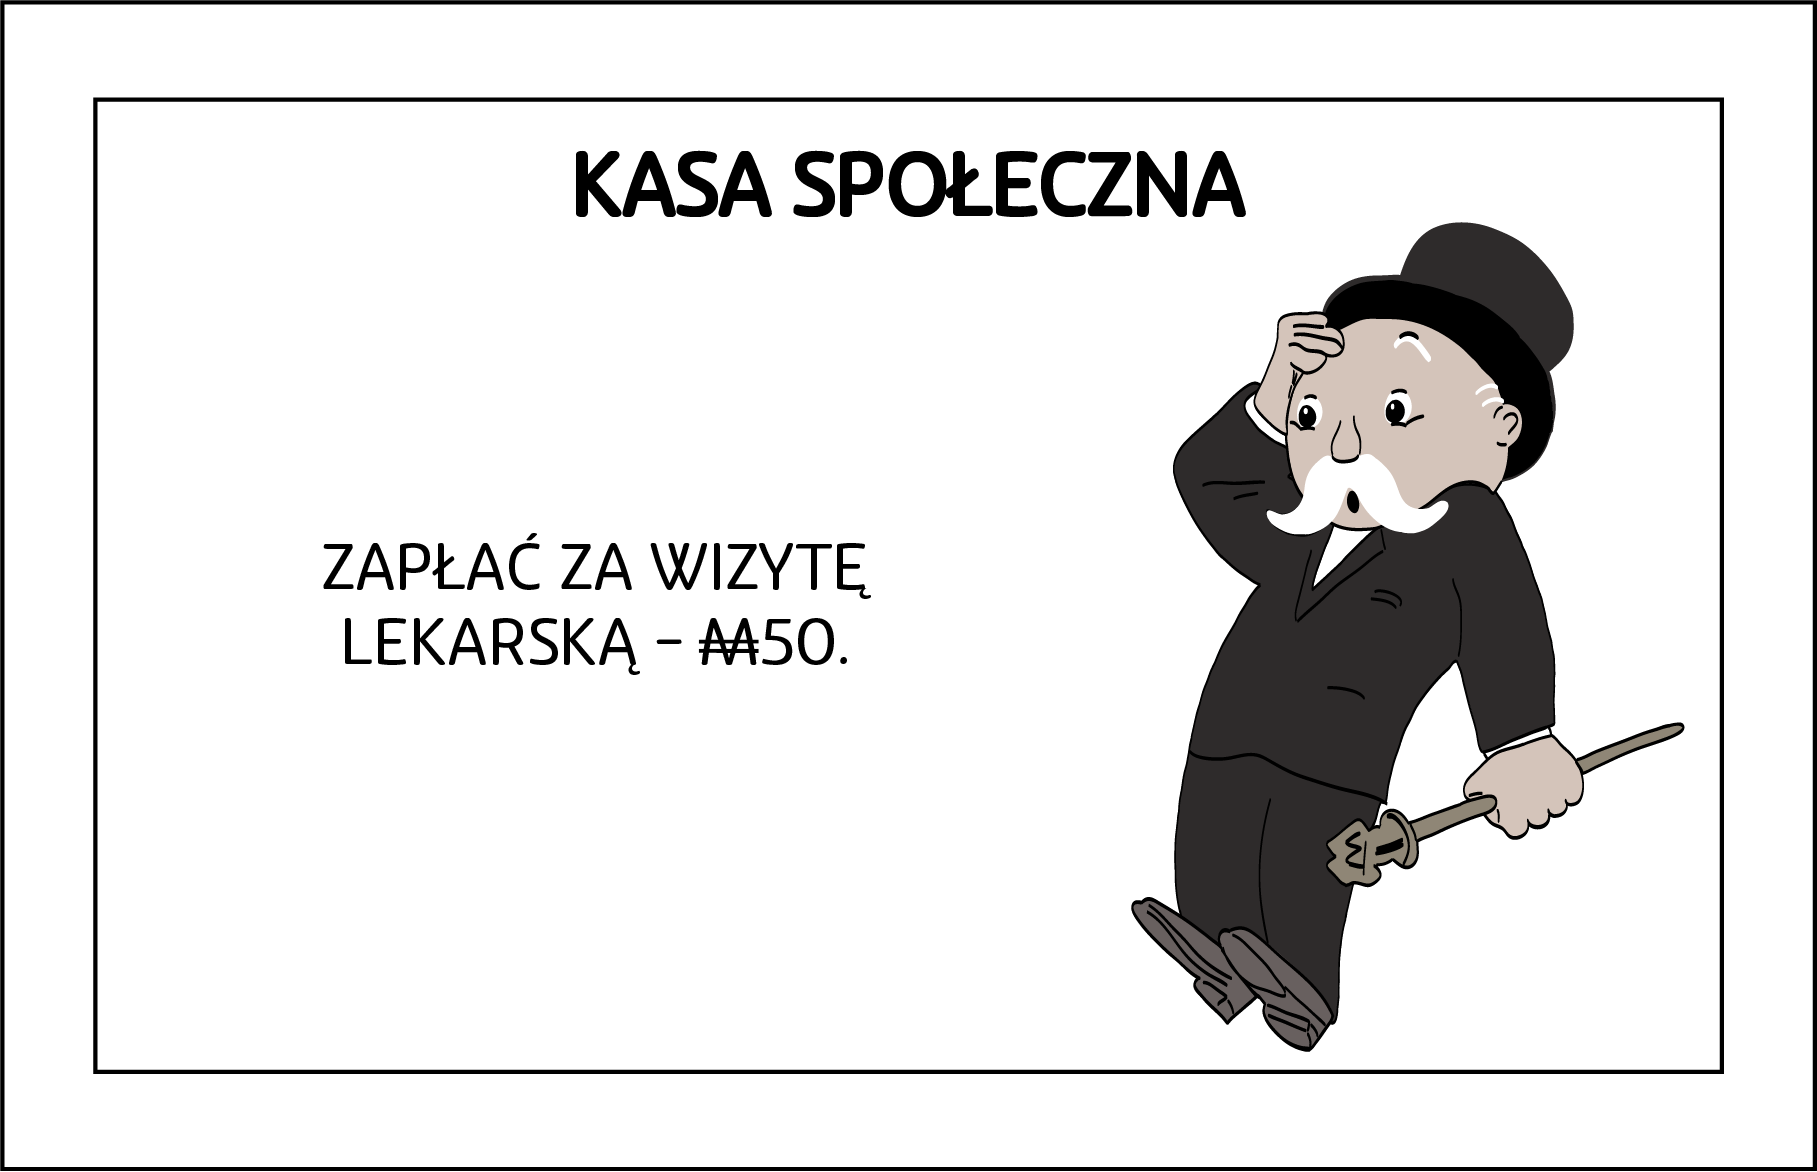 KASA SPOŁECZNA
ZAPŁAĆ ZA WIZYTĘ
LEKARSKĄ – ₩50.